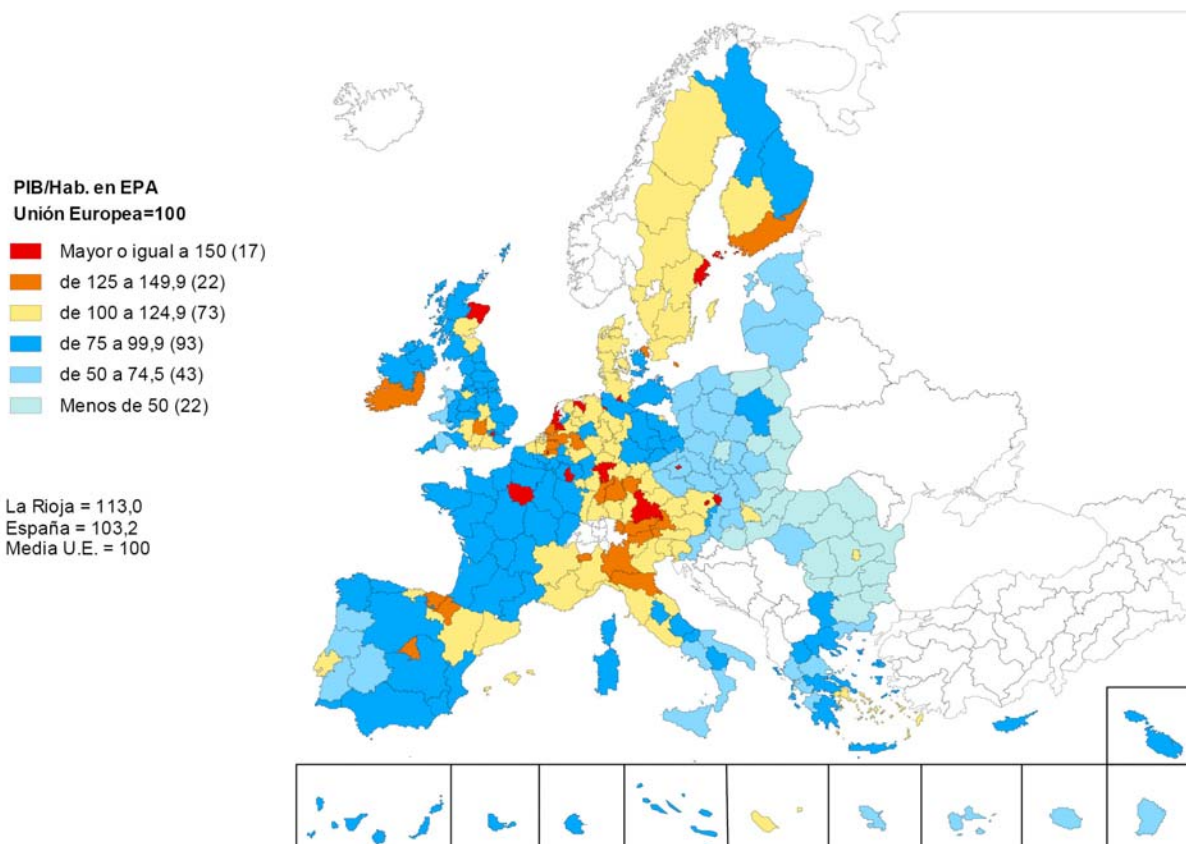 PIB/Hab. en EPA
Unión Europea=100
Mayor o igual a 150 (17)
de 125 a 149,9 (22)
de 100 a 124,9 (73)
de 75 a 99,9 (93)
de 50 a 74,5 (43)
Menos de 50 (22)
La Rioja = 113,0
España = 103,2
Media U.E. = 100